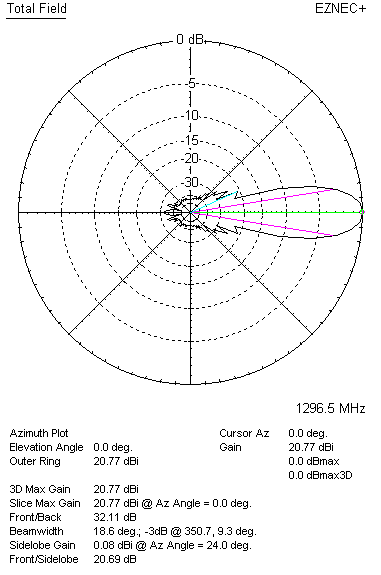 Total Field
EZNEC+
0 dB
-5
-10
-15
-20
-30
1296.5 MHz
Azimuth Plot
Elevation Angle 0.0 deg.
Outer Ring 20.77 dBi
Cursor Az 0.0 deg.
Gain 20.77 dBi
0.0 dBmax
0.0 dBmax3D
3D Max Gain 20.77 dBi
Slice Max Gain 20.77 dBi @ Az Angle = 0.0 deg.
Front/Back 32.11 dB
Beamwidth 18.6 deg.; -3dB @ 350.7, 9.3 deg.
Sidelobe Gain 0.08 dBi @ Az Angle = 24.0 deg.
Front/Sidelobe 20.69 dB